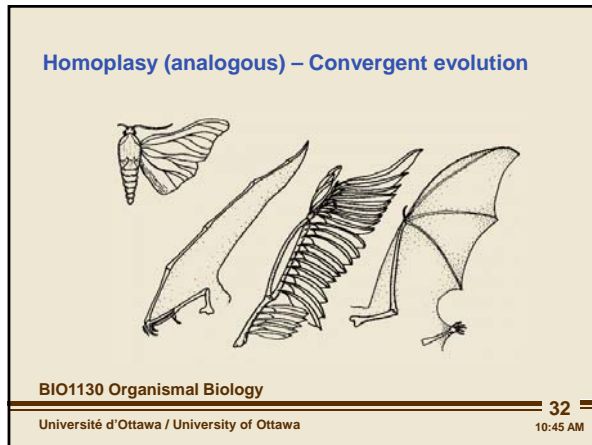 Homoplasy (analogous) – Convergent evolution
BIO1130 Organismal Biology
32
Université d'Ottawa / University of Ottawa
10:45 AM